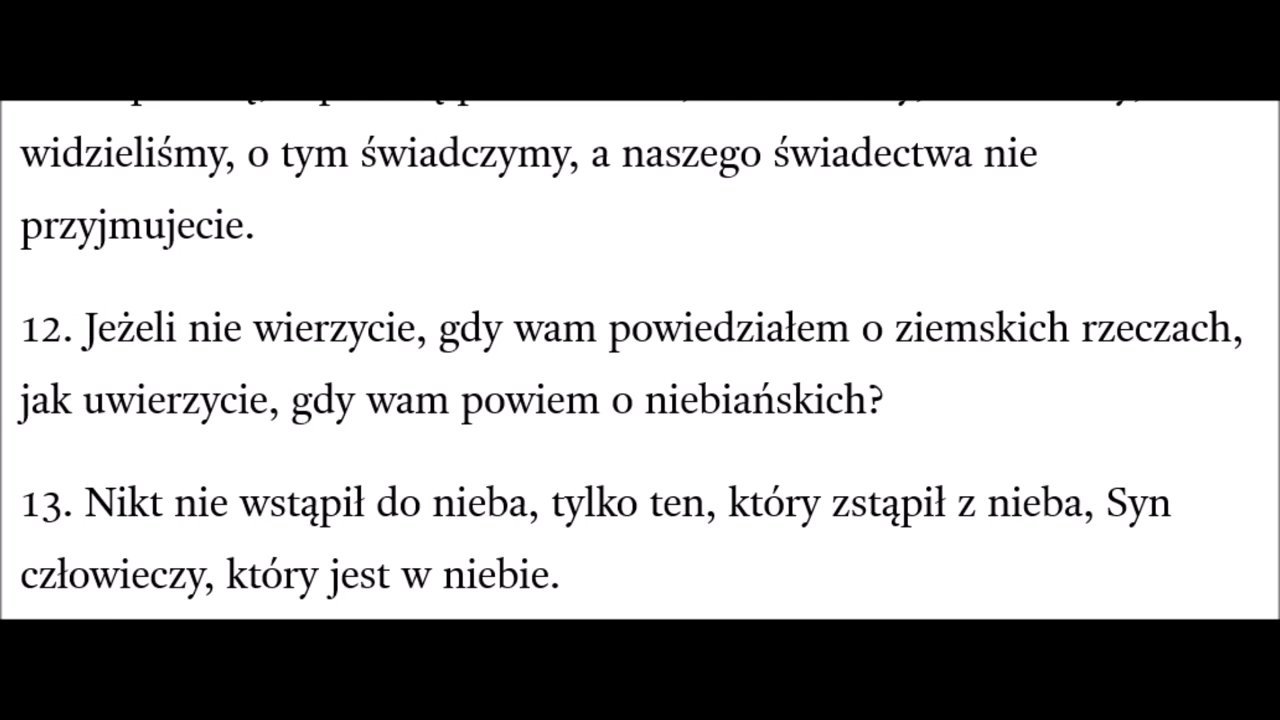 widzieliśmy, o tym świadczymy, a naszego świadectwa nie
przyjmujecie.
12. Jeżeli nie wierzycie, gdy wam powiedziałem o ziemskich rzeczach,
jak uwierzycie, gdy wam powiem o niebiańskich?
13. Nikt nie wstąpił do nieba, tylko ten, który zstąpił z nieba, Syn
człowieczy, który jest w niebie.